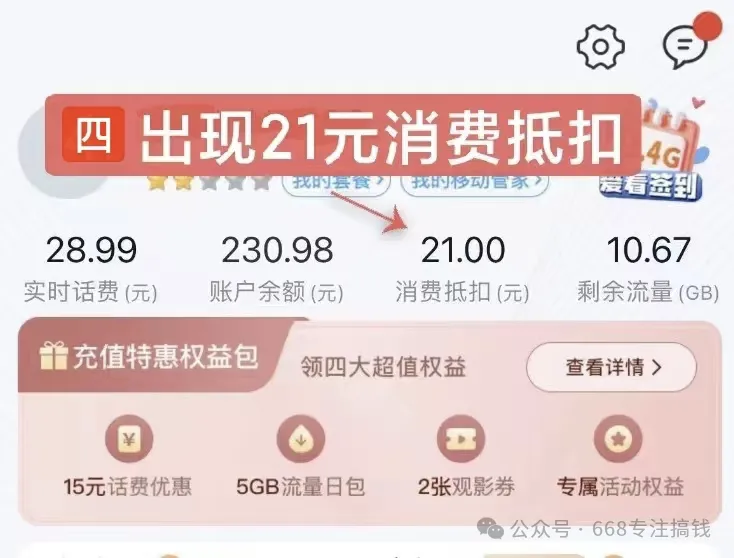 四 出现21元消费抵扣
4G
我的套餐> 我的移动管家>
爱看签到
28.99 230.98 21.00 10.67
实时话费(元) 账户余额(元) 消费抵扣(元) 剩余流量(GB)
充值特惠权益包 领四大超值权益 查看详情>
15元话费优惠 5GB流量日包 2张观影券 专属活动权益
公众号·668专注搞钱